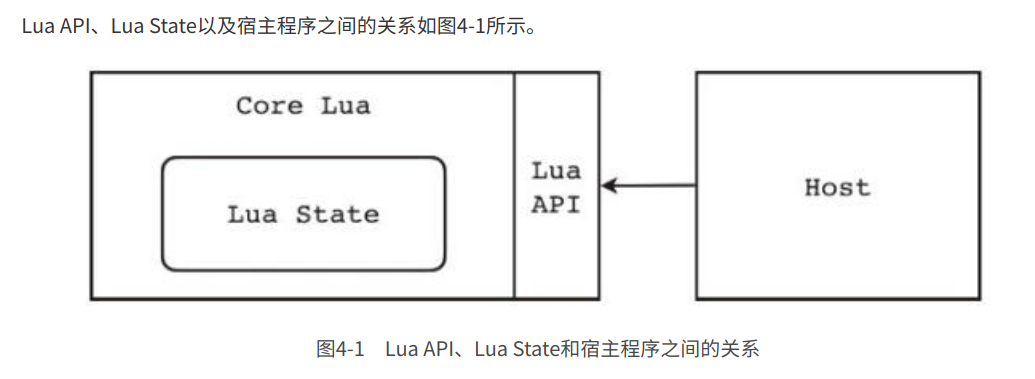 Lua API、Lua State以及宿主程序之间的关系如图4-1所示。
Core Lua
Lua State
Lua
API
Host
图4-1 Lua API、Lua State和宿主程序之间的关系